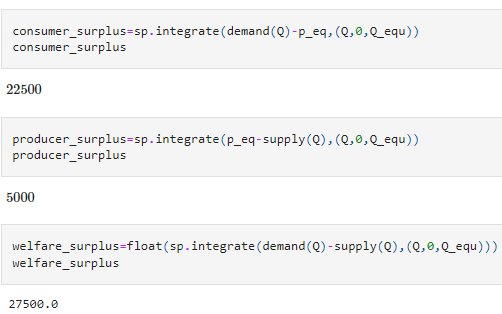 consumer_surplus=sp.integrate(demand(Q)-p_eq,(Q,0,Q_equ))
consumer_surplus
22500
producer_surplus=sp.integrate(p_eq-supply(Q),(Q,0,Q_equ))
producer_surplus
5000
welfare_surplus=float(sp.integrate(demand(Q)-supply(Q),(Q,0,Q_equ)))
welfare_surplus
27500.0